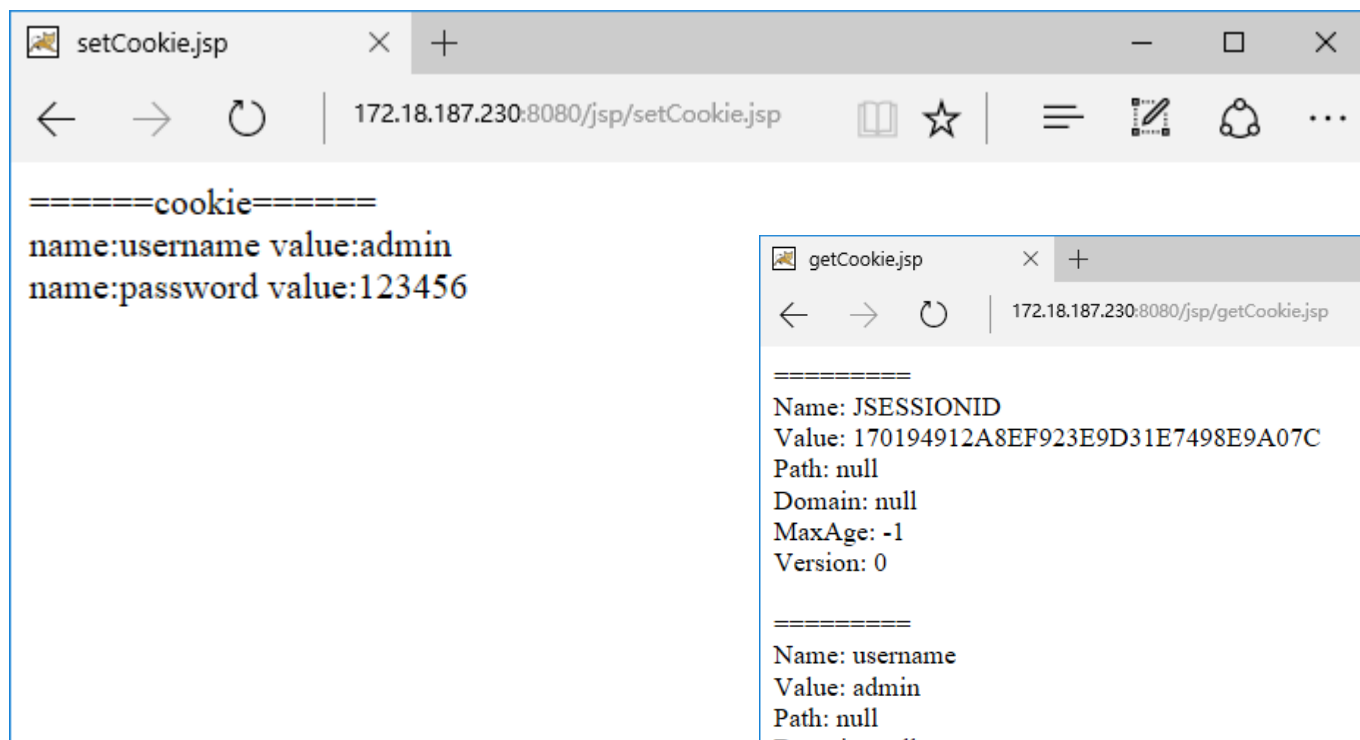 setCookie.jsp
172.18.187.230:8080/jsp/setCookie.jsp
======cookie======
name:username value:admin
name:password value:123456
getCookie.jsp
172.18.187.230:8080/jsp/getCookie.jsp
=========
Name: JSESSIONID
Value: 170194912A8EF923E9D31E7498E9A07C
Path: null
Domain: null
MaxAge: -1
Version: 0
=========
Name: username
Value: admin
Path: null